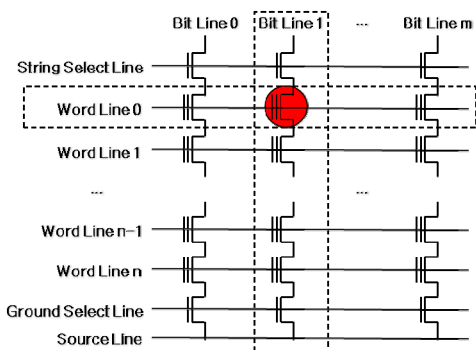 Bit Line 0 Bit Line 1 ... Bit Line m
String Select Line
Word Line 0
Word Line 1
... ...
Word Line n-1
Word Line n
Ground Select Line
Source Line